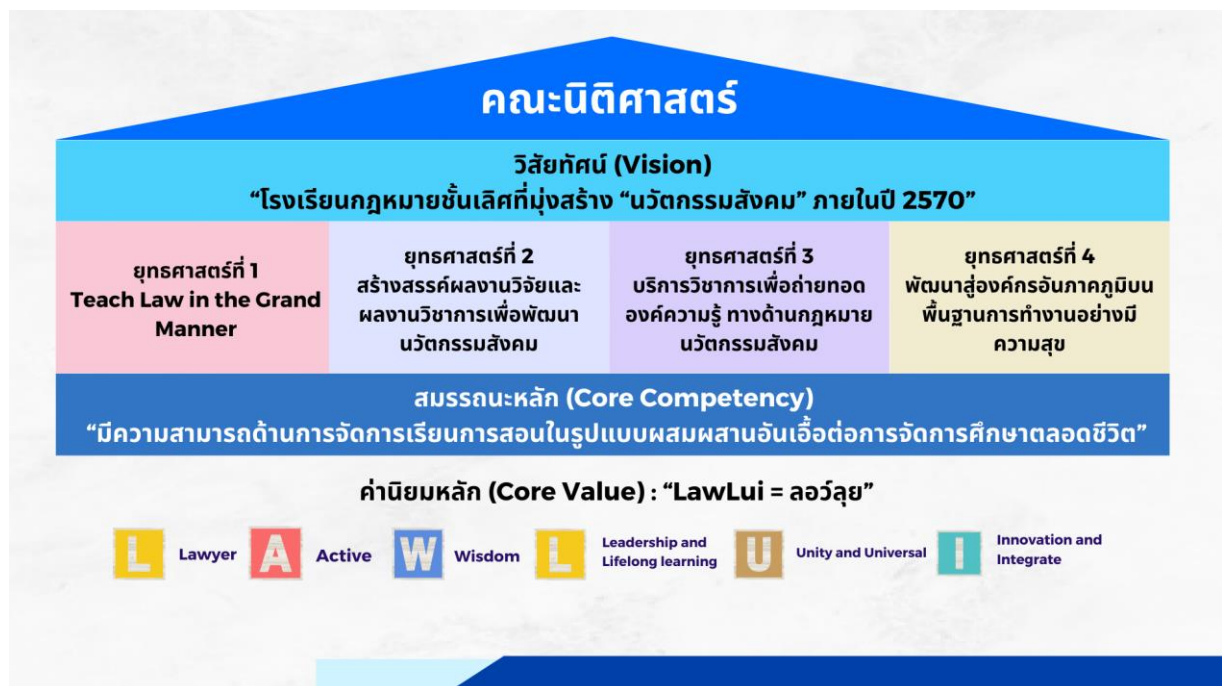 คณะนิติศาสตร์
วิสัยทัศน์ (Vision)
“โรงเรียนกฎหมายชั้นเลิศที่มุ่งสร้าง “นวัตกรรมสังคม” ภายในปี 2570”
ยุทธศาสตร์ที่ 1
Teach Law in the Grand
Manner
ยุทธศาสตร์ที่ 2
สร้างสรรค์ผลงานวิจัยและ
ผลงานวิชาการเพื่อพัฒนา
นวัตกรรมสังคม
ยุทธศาสตร์ที่ 3
บริการวิชาการเพื่อถ่ายทอด
องค์ความรู้ ทางด้านกฎหมาย
นวัตกรรมสังคม
ยุทธศาสตร์ที่ 4
พัฒนาสู่องค์กรอันภาคภูมิบน
พื้นฐานการทำงานอย่างมี
ความสุข
สมรรถนะหลัก (Core Competency)
“มีความสามารถด้านการจัดการเรียนการสอนในรูปแบบผสมผสานอันเอื้อต่อการจัดการศึกษาตลอดชีวิต”
ค่านิยมหลัก (Core Value) : “LawLui = ลอว์ลุย”
L Lawyer
A Active
W Wisdom
L Leadership and
Lifelong learning
U Unity and Universal
I Innovation and
Integrate